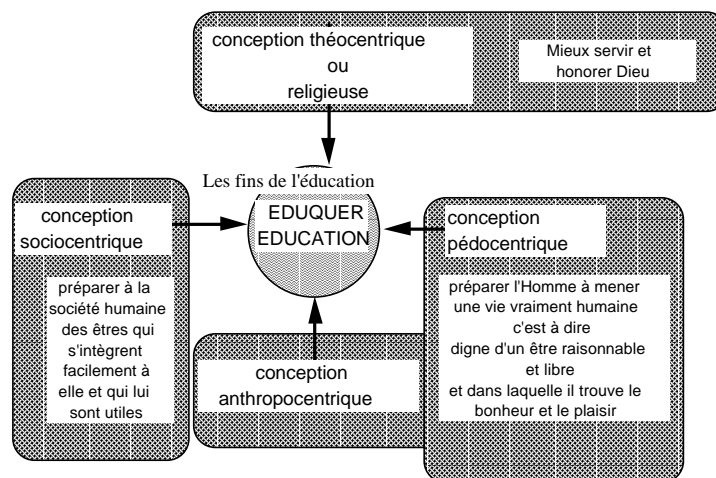 conception théocentrique
ou
religieuse
Mieux servir et
honorer Dieu
Les fins de l'éducation
EDUQUER
EDUCATION
conception
sociocentrique
préparer à la
société humaine
des êtres qui
s'intègrent
facilement à
elle et qui lui
sont utiles
conception
pédocentrique
préparer l'Homme à mener
une vie vraiment humaine
c'est à dire
digne d'un être raisonnable
et libre
et dans laquelle il trouve le
bonheur et le plaisir
conception
anthropocentrique